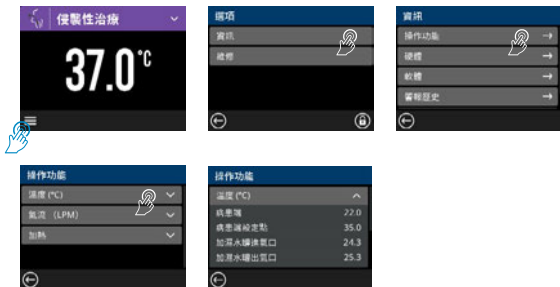 侵襲性治療
37.0°C
選項
資訊
維修
資訊
操作功能
硬體
軟體
警報歷史
操作功能
溫度 (°C)
氣流 (LPM)
加熱
操作功能
溫度 (°C)
病患端 22.0
病患端設定點 35.0
加濕水罐進氣口 24.3
加濕水罐出氣口 25.3